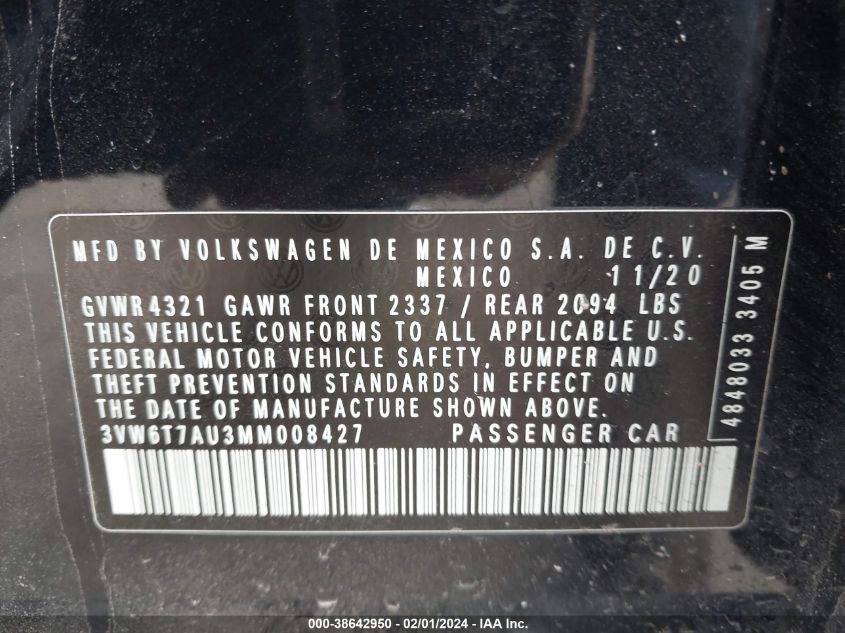 MFD BY VOLKSWAGEN DE MEXICO S.A. DE C.V.
MEXICO 11/20
GVWR 4321 GAWR FRONT 2337 / REAR 2094 LBS
THIS VEHICLE CONFORMS TO ALL APPLICABLE U.S.
FEDERAL MOTOR VEHICLE SAFETY, BUMPER AND
THEFT PREVENTION STANDARDS IN EFFECT ON
THE DATE OF MANUFACTURE SHOWN ABOVE.
3VW6T7AU3MM008427 PASSENGER CAR
4848033 3405 M
000-38642950 - 02/01/2024 - IAA Inc.